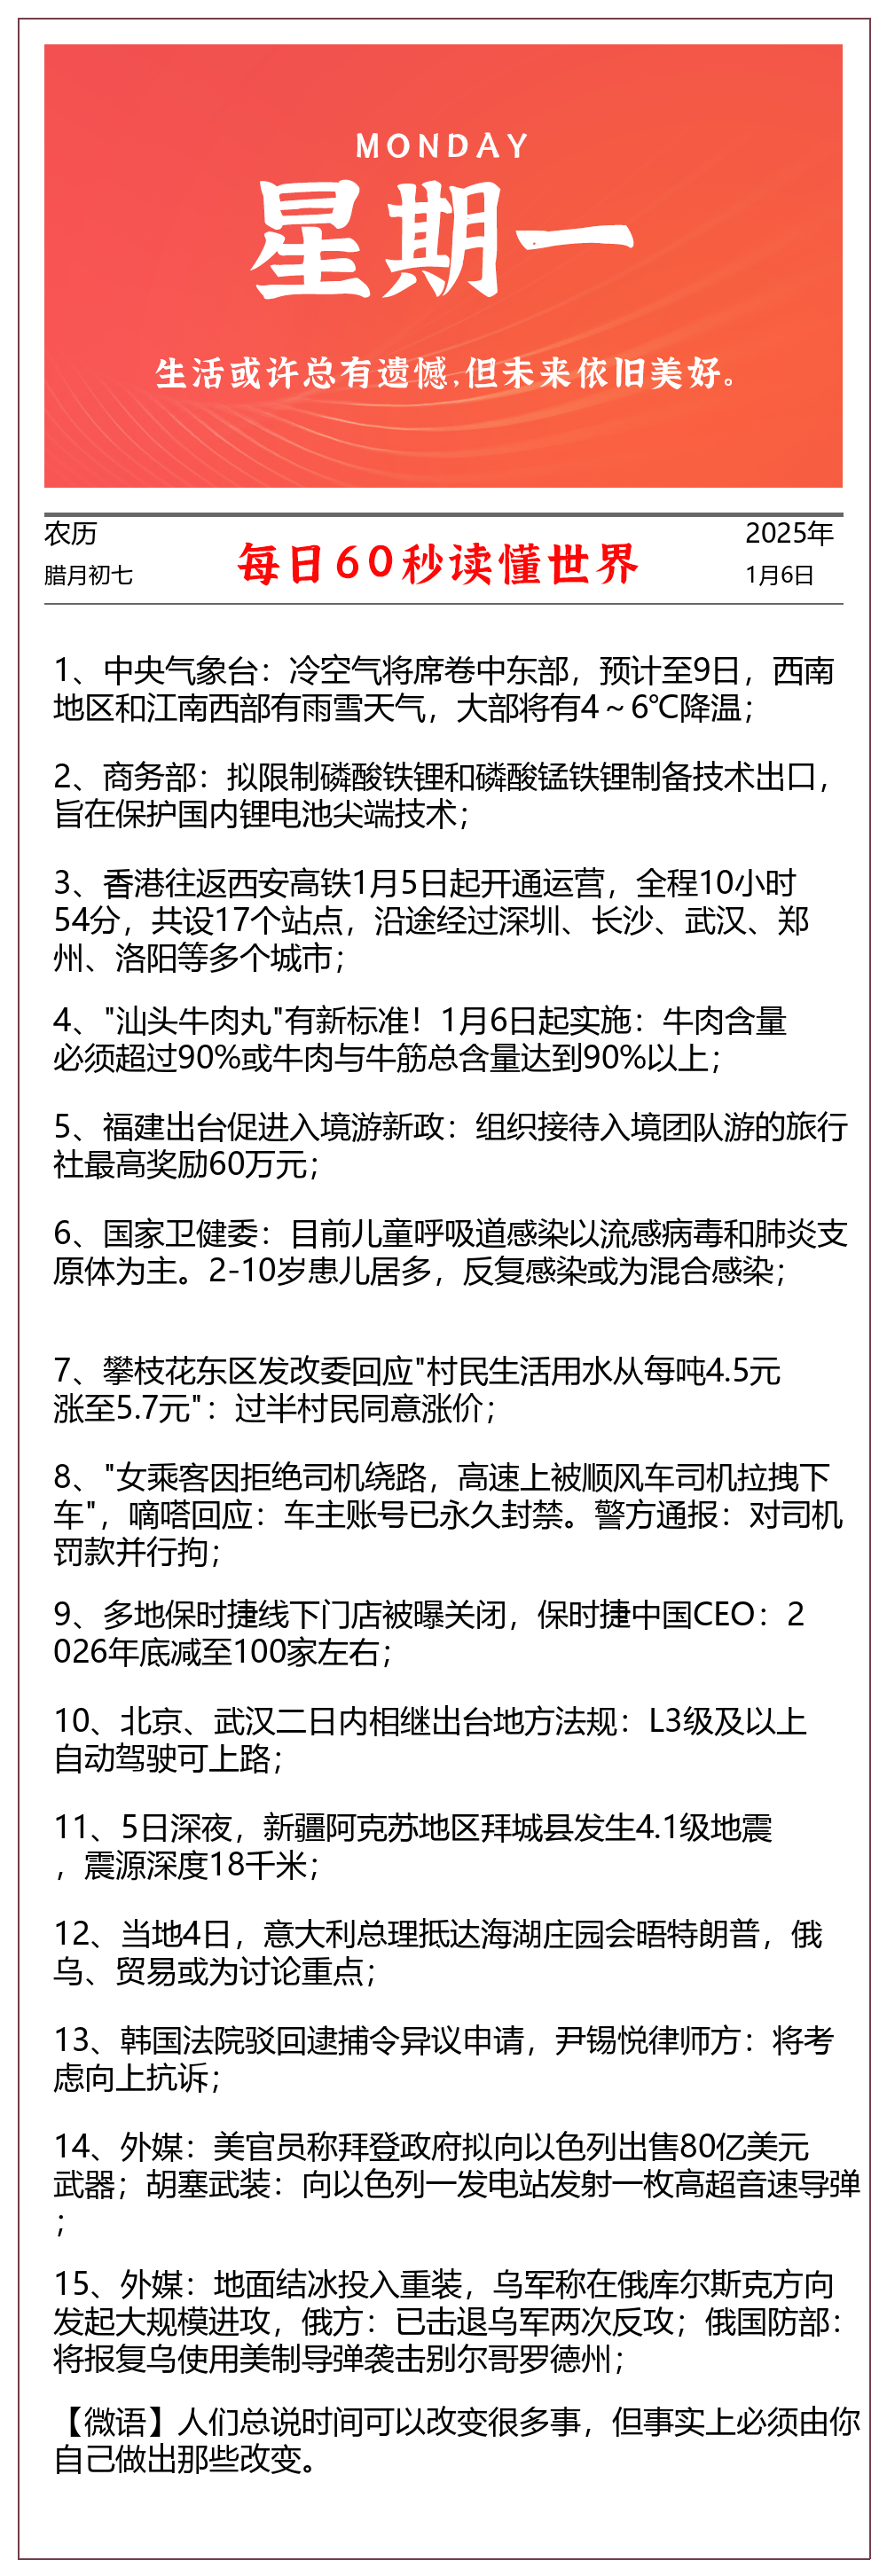 MONDAY
星期一
生活或许总有遗憾,但未来依旧美好。
农历
腊月初七
每日60秒读懂世界
2025年
1月6日
1、中央气象台：冷空气将席卷中东部，预计至9日，西南
地区和江南西部有雨雪天气，大部将有4～6℃降温；
2、商务部：拟限制磷酸铁锂和磷酸锰铁锂制备技术出口，
旨在保护国内锂电池尖端技术；
3、香港往返西安高铁1月5日起开通运营，全程10小时
54分，共设17个站点，沿途经过深圳、长沙、武汉、郑
州、洛阳等多个城市；
4、"汕头牛肉丸"有新标准！1月6日起实施：牛肉含量
必须超过90%或牛肉与牛筋总含量达到90%以上；
5、福建出台促进入境游新政：组织接待入境团队游的旅行
社最高奖励60万元；
6、国家卫健委：目前儿童呼吸道感染以流感病毒和肺炎支
原体为主。2-10岁患儿居多，反复感染或为混合感染；
7、攀枝花东区发改委回应"村民生活用水从每吨4.5元
涨至5.7元"：过半村民同意涨价；
8、"女乘客因拒绝司机绕路，高速上被顺风车司机拉拽下
车"，嘀嗒回应：车主账号已永久封禁。警方通报：对司机
罚款并行拘；
9、多地保时捷线下门店被曝关闭，保时捷中国CEO：2
026年底减至100家左右；
10、北京、武汉二日内相继出台地方法规：L3级及以上
自动驾驶可上路；
11、5日深夜，新疆阿克苏地区拜城县发生4.1级地震
，震源深度18千米；
12、当地4日，意大利总理抵达海湖庄园会晤特朗普，俄
乌、贸易或为讨论重点；
13、韩国法院驳回逮捕令异议申请，尹锡悦律师方：将考
虑向上抗诉；
14、外媒：美官员称拜登政府拟向以色列出售80亿美元
武器；胡塞武装：向以色列一发电站发射一枚高超音速导弹
；
15、外媒：地面结冰投入重装，乌军称在俄库尔斯克方向
发起大规模进攻，俄方：已击退乌军两次反攻；俄国防部：
将报复乌使用美制导弹袭击别尔哥罗德州；
【微语】人们总说时间可以改变很多事，但事实上必须由你
自己做出那些改变。